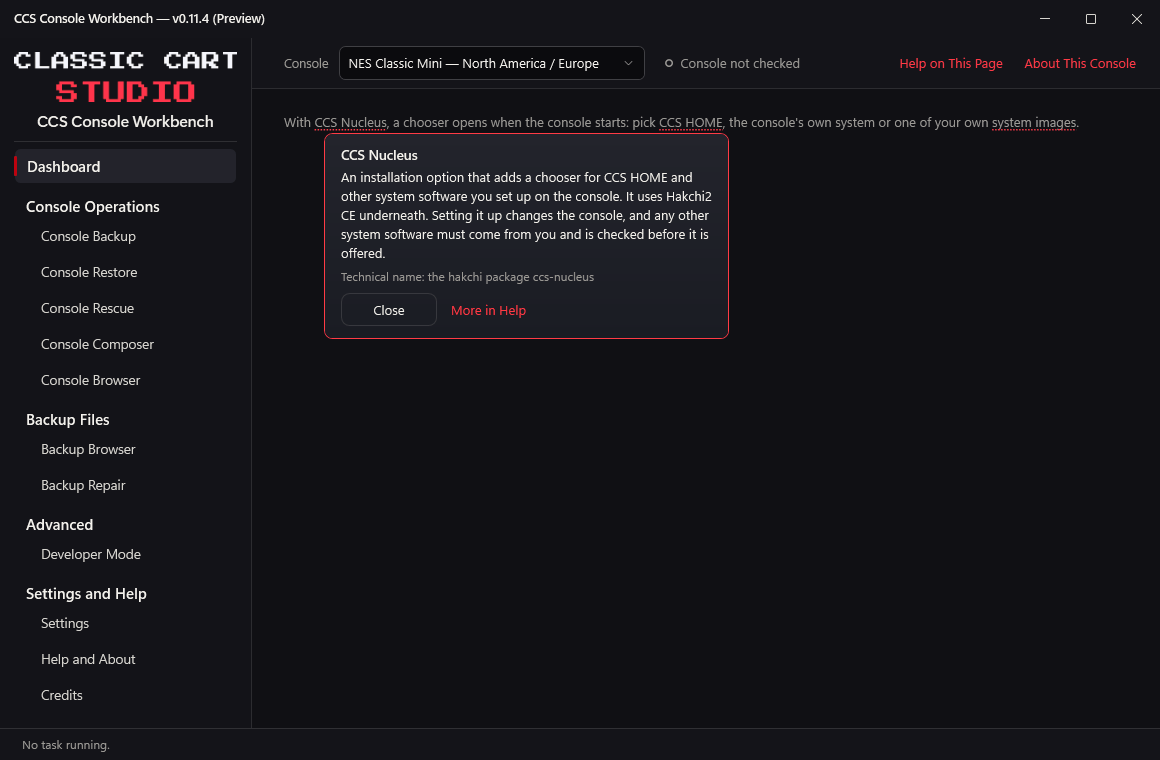 CCS Console Workbench — v0.11.4 (Preview)
CLASSIC CART
STUDIO
CCS Console Workbench
Dashboard
Console Operations
Console Backup
Console Restore
Console Rescue
Console Composer
Console Browser
Backup Files
Backup Browser
Backup Repair
Advanced
Developer Mode
Settings and Help
Settings
Help and About
Credits
Console
NES Classic Mini — North America / Europe
Console not checked
Help on This Page
About This Console
With CCS Nucleus, a chooser opens when the console starts: pick CCS HOME, the console's own system or one of your own system images.
CCS Nucleus
An installation option that adds a chooser for CCS HOME and
other system software you set up on the console. It uses Hakchi2
CE underneath. Setting it up changes the console, and any other
system software must come from you and is checked before it is
offered.
Technical name: the hakchi package ccs-nucleus
Close
More in Help
No task running.